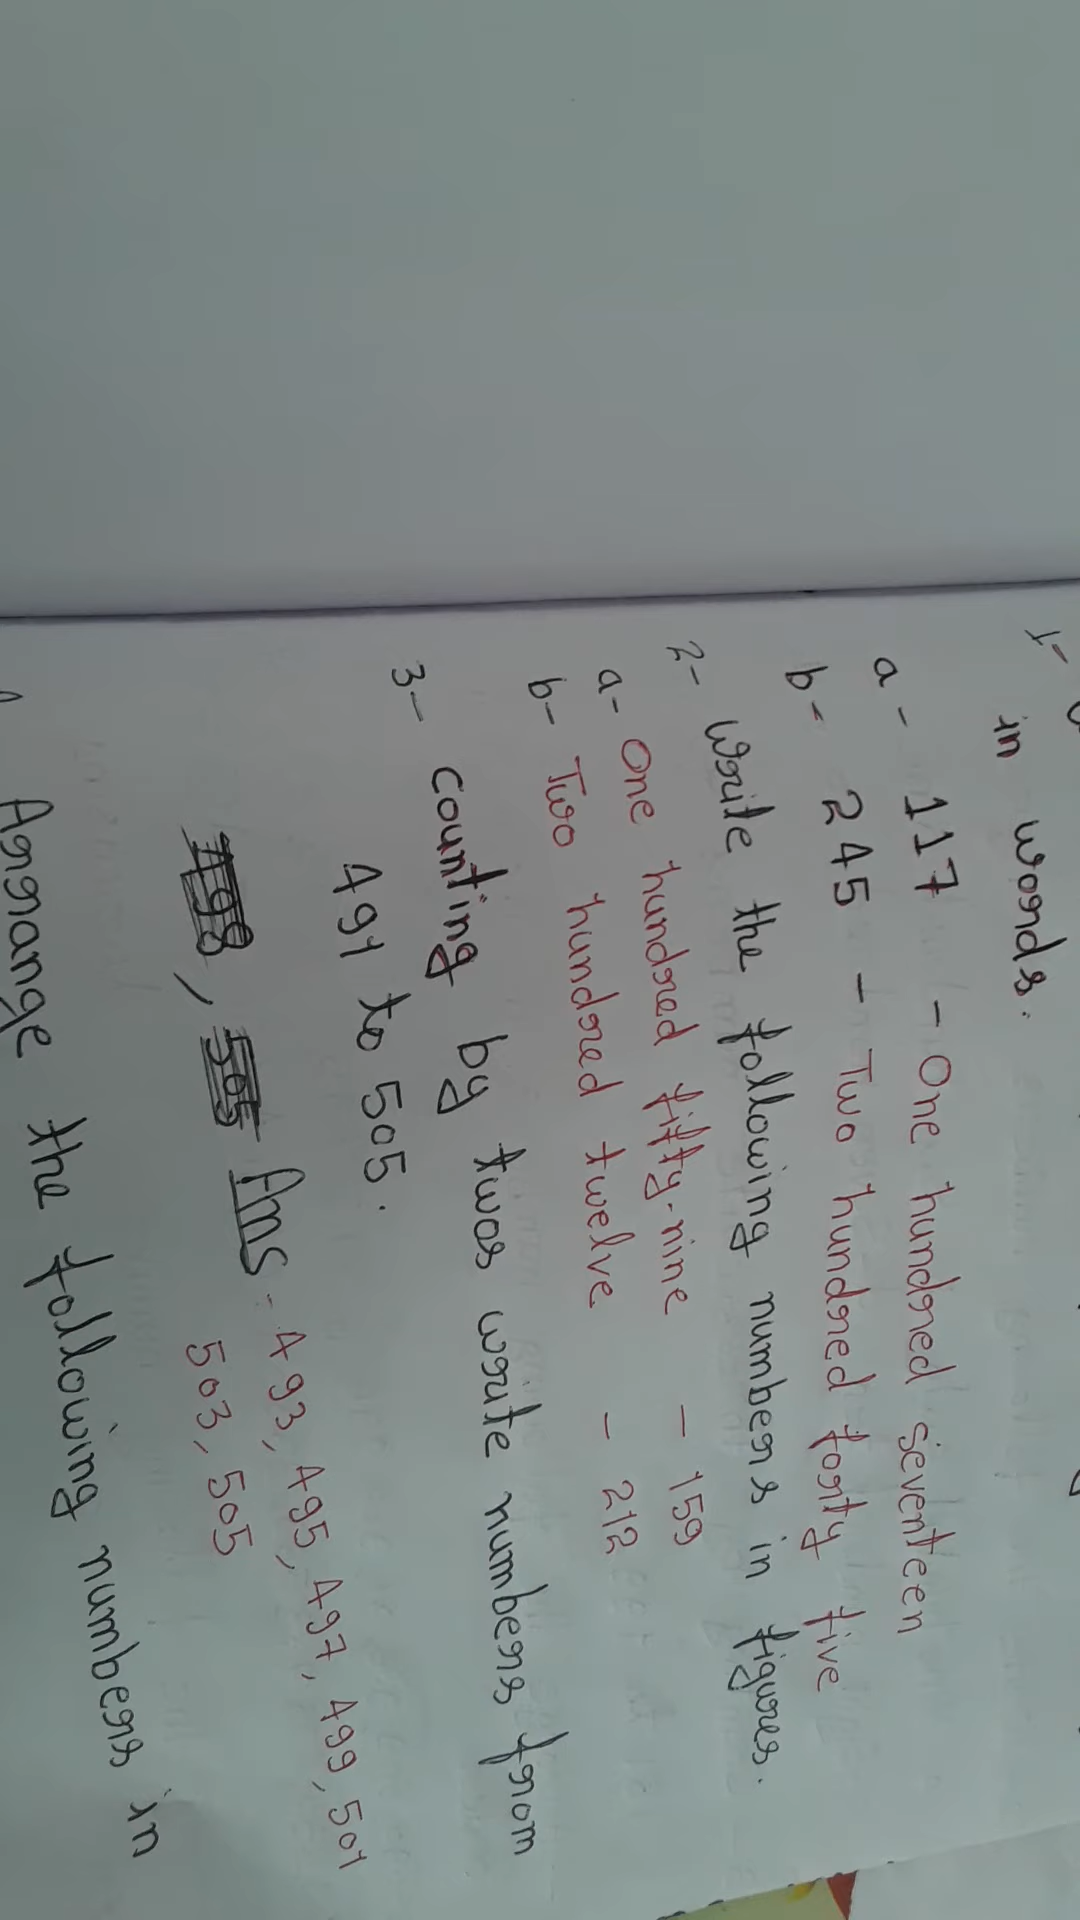 1-
in words.
a- 117 - One hundred seventeen
b- 245 - Two hundred forty five
2- write the following numbers in figures.
a- One hundred fifty-nine - 159
b- Two hundred twelve - 212
3- counting by twos write numbers from
491 to 505.
Ans - 493, 495, 497, 499, 501
503, 505
Arrange the following numbers in